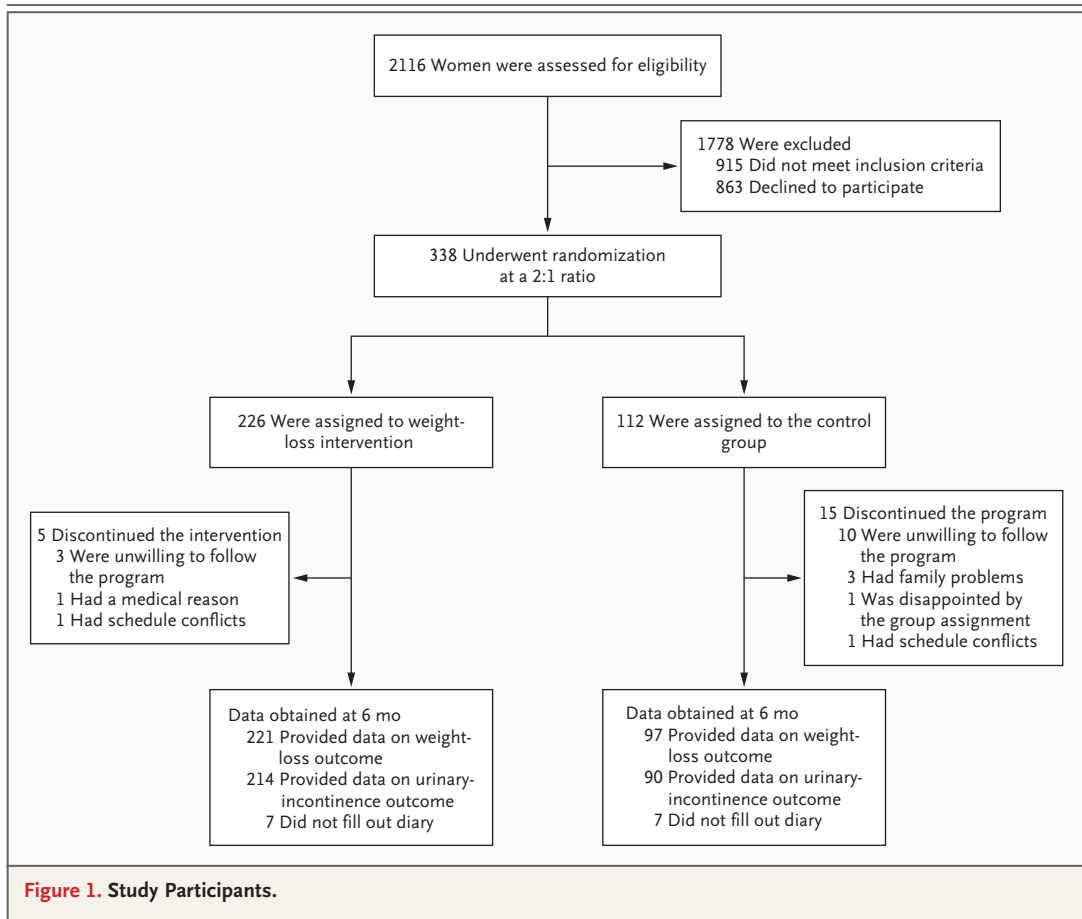 2116 Women were assessed for eligibility
1778 Were excluded
915 Did not meet inclusion criteria
863 Declined to participate
338 Underwent randomization
at a 2:1 ratio
226 Were assigned to weight-
loss intervention
112 Were assigned to the control
group
5 Discontinued the intervention
3 Were unwilling to follow
the program
1 Had a medical reason
1 Had schedule conflicts
15 Discontinued the program
10 Were unwilling to follow
the program
3 Had family problems
1 Was disappointed by
the group assignment
1 Had schedule conflicts
Data obtained at 6 mo
221 Provided data on weight-
loss outcome
214 Provided data on urinary-
incontinence outcome
7 Did not fill out diary
Data obtained at 6 mo
97 Provided data on weight-
loss outcome
90 Provided data on urinary-
incontinence outcome
7 Did not fill out diary
Figure 1. Study Participants.